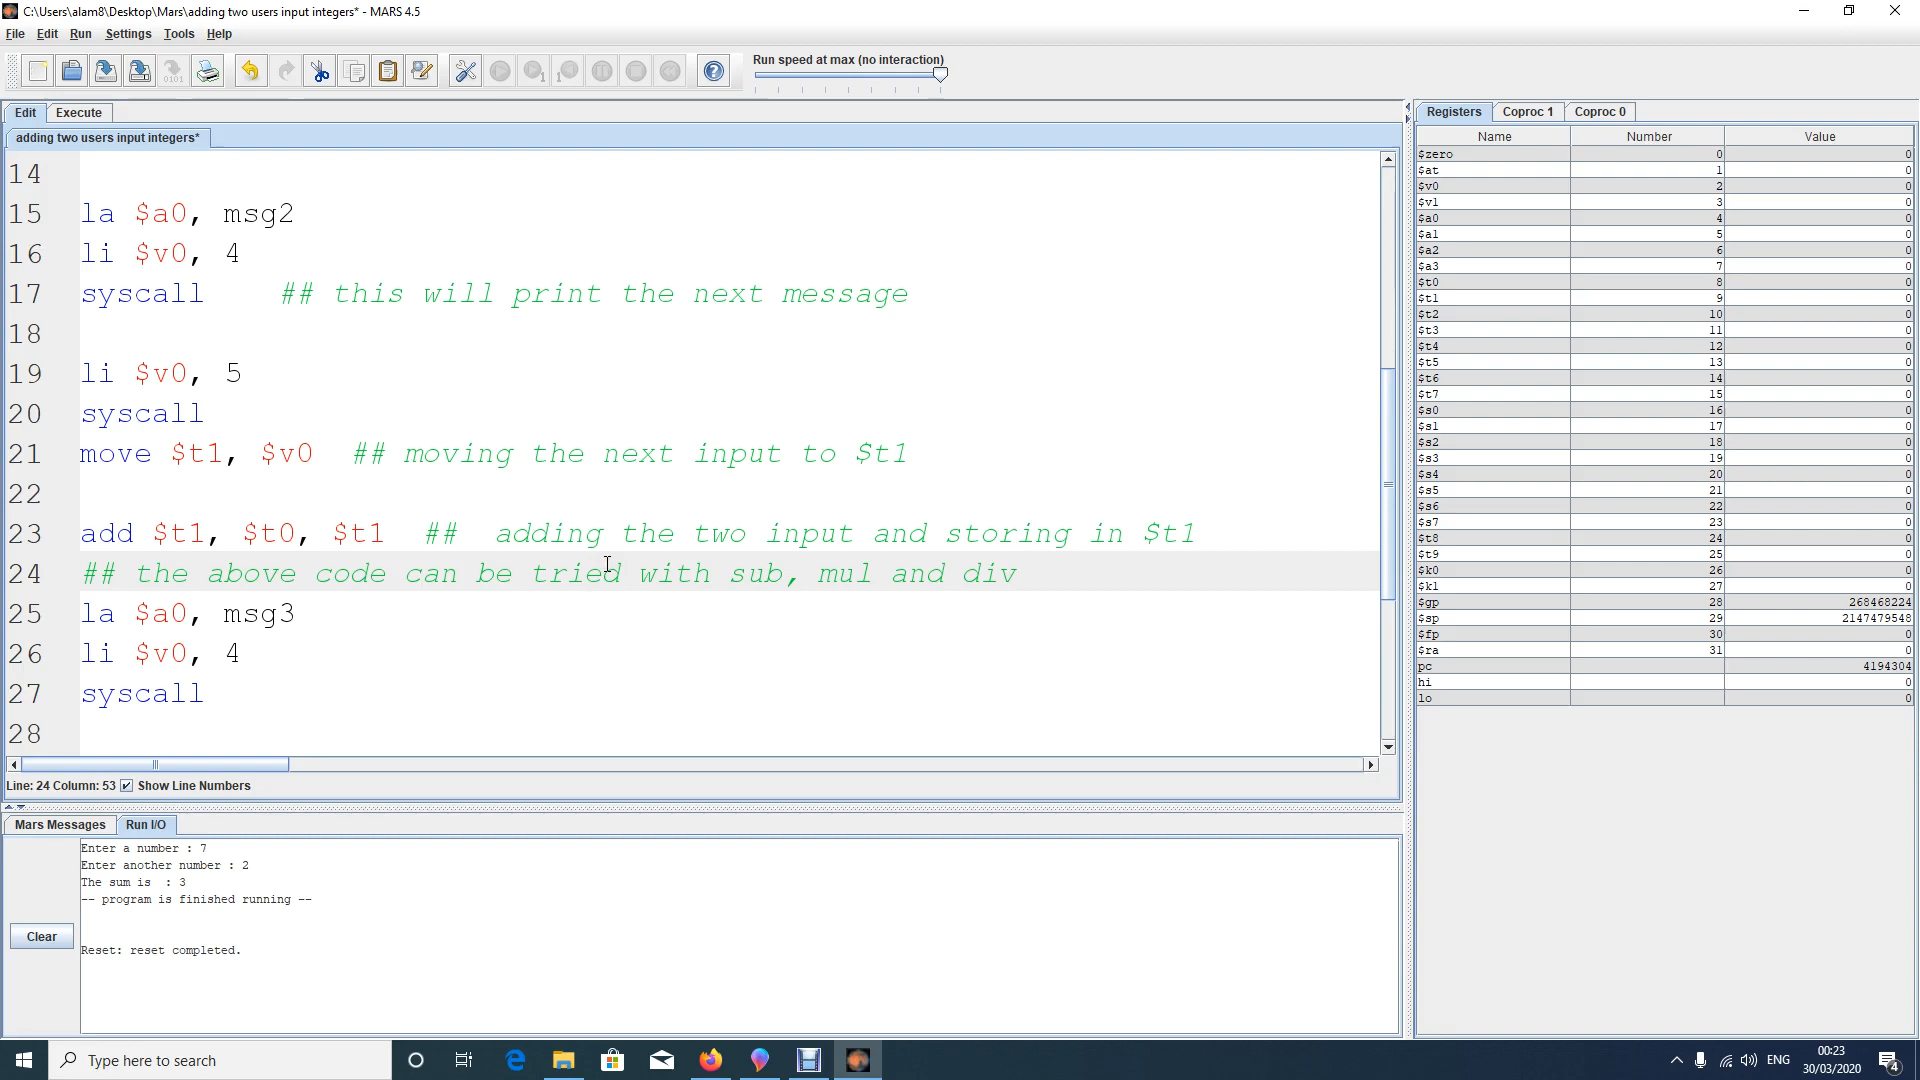 C:\Users\alam8\Desktop\Mars\adding two users input integers* - MARS 4.5
File Edit Run Settings Tools Help
Run speed at max (no interaction)
Edit Execute
adding two users input integers*
14
15 la $a0, msg2
16 li $v0, 4
17 syscall ## this will print the next message
18
19 li $v0, 5
20 syscall
21 move $t1, $v0 ## moving the next input to $t1
22
23 add $t1, $t0, $t1 ## adding the two input and storing in $t1
24 ## the above code can be tried with sub, mul and div
25 la $a0, msg3
26 li $v0, 4
27 syscall
28
Line: 24 Column: 53 Show Line Numbers
Mars Messages Run I/O
Enter a number : 7
Enter another number : 2
The sum is : 3
-- program is finished running --
Reset: reset completed.
Clear
Registers Coproc 1 Coproc 0
Name Number Value
$zero 0 0
$at 1 0
$v0 2 0
$v1 3 0
$a0 4 0
$a1 5 0
$a2 6 0
$a3 7 0
$t0 8 0
$t1 9 0
$t2 10 0
$t3 11 0
$t4 12 0
$t5 13 0
$t6 14 0
$t7 15 0
$s0 16 0
$s1 17 0
$s2 18 0
$s3 19 0
$s4 20 0
$s5 21 0
$s6 22 0
$s7 23 0
$t8 24 0
$t9 25 0
$k0 26 0
$k1 27 0
$gp 28 268468224
$sp 29 2147479548
$fp 30 0
$ra 31 0
pc 4194304
hi 0
lo 0
Type here to search
ENG
00:23
30/03/2020
4